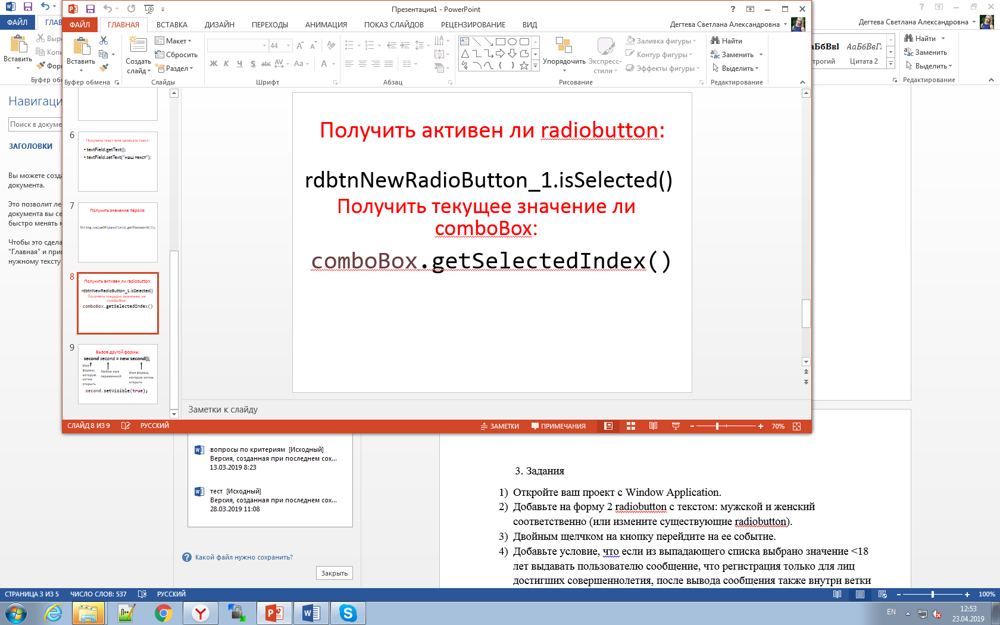 Презентация1 - PowerPoint
ФАЙЛ
ГЛАВНАЯ
ВСТАВКА
ДИЗАЙН
ПЕРЕХОДЫ
АНИМАЦИЯ
ПОКАЗ СЛАЙДОВ
РЕЦЕНЗИРОВАНИЕ
ВИД
Дегтева Светлана Александровна
Вставить
Буфер обмена
Создать
слайд
Макет
Сбросить
Раздел
Слайды
44
Ж К Ч S abc AV Aa A
Шрифт
Абзац
Упорядочить
Экспресс-
стили
Заливка фигуры
Контур фигуры
Эффекты фигуры
Рисование
Найти
Заменить
Выделить
Редактирование
6
Получить текст или записать текст:
• textField.getText();
• textField.setText("наш текст");
7
Получить значение пароля:
String.valueOf(passField.getPassword());
8
Получить активен ли radiobutton:
rdbtnNewRadioButton_1.isSelected()
Получить текущее значение ли
comboBox:
comboBox.getSelectedIndex()
9
Вызов другой формы:
second second = new second();
Имя
формы,
которую
хотим
открыть
Любое имя
переменной
Имя формы,
которую хотим
открыть
second.setVisible(true);
Получить активен ли radiobutton:
rdbtnNewRadioButton_1.isSelected()
Получить текущее значение ли
comboBox:
comboBox.getSelectedIndex()
Заметки к слайду
СЛАЙД 8 ИЗ 9
РУССКИЙ
ЗАМЕТКИ
ПРИМЕЧАНИЯ
70%
ФАЙЛ
ГЛАВ
Вставить
Выре
Копи
Форм
Буфер об
Навигаци
Поиск в докуме
ЗАГОЛОВКИ
Вы можете созда
документа.
Это позволит ле
документа вы се
быстро менять м
Чтобы это сдела
"Главная" и при
нужному тексту
Дегтева Светлана Александровна
аБбВвІ
АаБбВвГг
трогий
Цитата 2
Найти
Заменить
Выделить
Редактирование
вопросы по критериям [Исходный]
Версия, созданная при последнем сох...
13.03.2019 8:23
тест [Исходный]
Версия, созданная при последнем сох...
28.03.2019 11:08
Какой файл нужно сохранить?
Закрыть
3. Задания
1) Откройте ваш проект с Window Application.
2) Добавьте на форму 2 radiobutton с текстом: мужской и женский
соответственно (или измените существующие radiobutton).
3) Двойным щелчком на кнопку перейдите на ее событие.
4) Добавьте условие, что если из выпадающего списка выбрано значение <18
лет выдавать пользователю сообщение, что регистрация только для лиц
достигших совершеннолетия, после вывода сообщения также внутри ветки
СТРАНИЦА 3 ИЗ 5
ЧИСЛО СЛОВ: 537
РУССКИЙ
100%
EN
12:53
23.04.2019